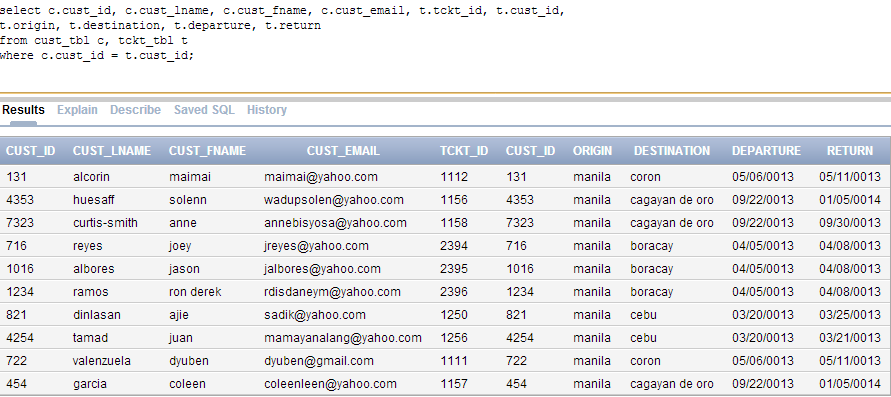 select c.cust_id, c.cust_lname, c.cust_fname, c.cust_email, t.tckt_id, t.cust_id,
t.origin, t.destination, t.departure, t.return
from cust_tbl c, tckt_tbl t
where c.cust_id = t.cust_id;
Results Explain Describe Saved SQL History
CUST_ID CUST_LNAME CUST_FNAME CUST_EMAIL TCKT_ID CUST_ID ORIGIN DESTINATION DEPARTURE RETURN
131 alcorin maimai maimai@yahoo.com 1112 131 manila coron 05/06/0013 05/11/0013
4353 huesaff solenn wadupsolen@yahoo.com 1156 4353 manila cagayan de oro 09/22/0013 01/05/0014
7323 curtis-smith anne annebisyosa@yahoo.com 1158 7323 manila cagayan de oro 09/22/0013 09/30/0013
716 reyes joey jreyes@yahoo.com 2394 716 manila boracay 04/05/0013 04/08/0013
1016 albores jason jalbores@yahoo.com 2395 1016 manila boracay 04/05/0013 04/08/0013
1234 ramos ron derek rdisdaneym@yahoo.com 2396 1234 manila boracay 04/05/0013 04/08/0013
821 dinlasan ajie sadik@yahoo.com 1250 821 manila cebu 03/20/0013 03/25/0013
4254 tamad juan mamayanalang@yahoo.com 1256 4254 manila cebu 03/20/0013 03/21/0013
722 valenzuela dyuben dyuben@gmail.com 1111 722 manila coron 05/06/0013 05/11/0013
454 garcia coleen coleenleen@yahoo.com 1157 454 manila cagayan de oro 09/22/0013 01/05/0014